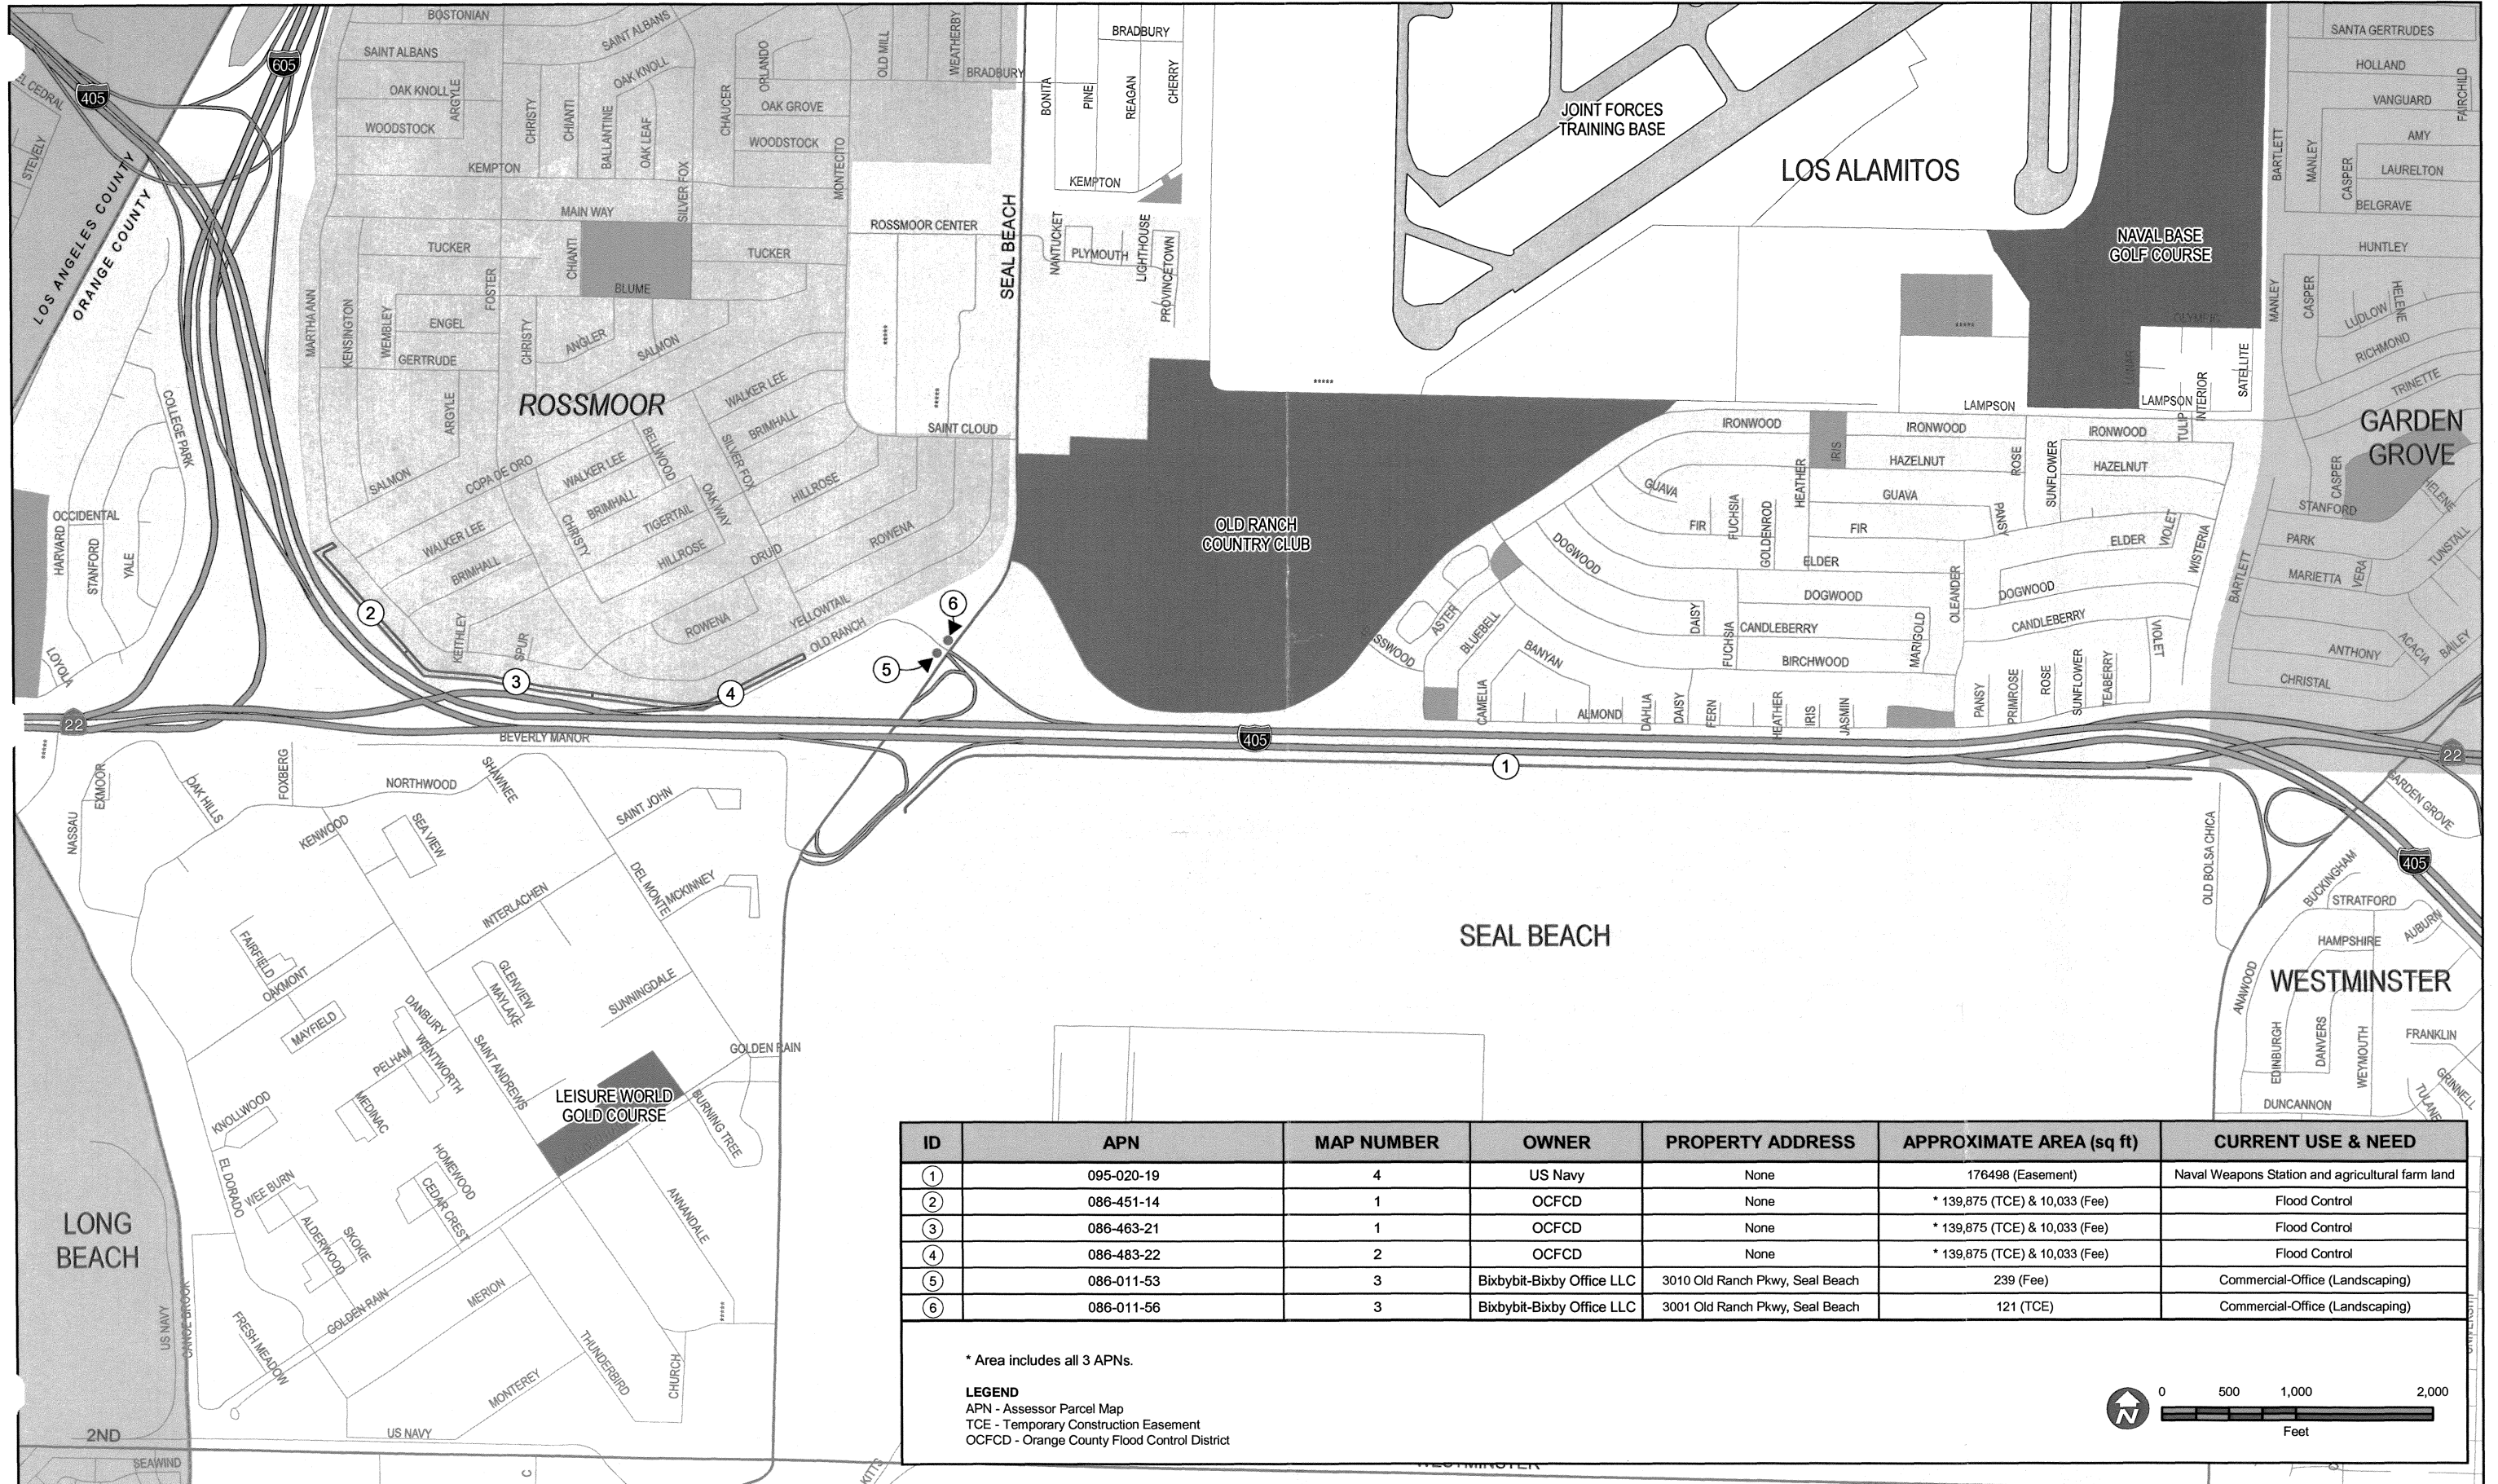 BOSTONIAN
SAINT ALBANS
SAINT ALBANS
OAK KNOLL
ARGYLE
WOODSTOCK
KEMPTON
CHRISTY
CHIANTI
BALLANTINE
OAK KNOLL
OAK LEAF
SILVER FOX
CHAUCER
ORLANDO
OAK GROVE
WOODSTOCK
MONTECITO
OLD MILL
WEATHERBY
BRADBURY
BRADBURY
BONITA
PINE
REAGAN
CHERRY
KEMPTON
605
405
EL CEDRAL
STEVELY
LOS ANGELES COUNTY
ORANGE COUNTY
JOINT FORCES
TRAINING BASE
LOS ALAMITOS
NAVAL BASE
GOLF COURSE
SANTA GERTRUDES
HOLLAND
VANGUARD
FAIRCHILD
AMY
LAURELTON
BELGRAVE
BARTLETT
MANLEY
CASPER
HUNTLEY
MANLEY
CASPER
HELENE
LUDLOW
RICHMOND
TRINETTE
GARDEN
GROVE
CASPER
HELENE
STANFORD
PARK
MARIETTA
VERA
TUNSTALL
BARTLETT
ANTHONY
ACACIA
BAILEY
CHRISTAL
MAIN WAY
TUCKER
CHIANTI
TUCKER
BLUME
FOSTER
MARTHA ANN
KENSINGTON
WEMBLEY
ENGEL
GERTRUDE
CHRISTY
ANGLER
SALMON
ROSSMOOR
ARGYLE
SALMON
COPA DE ORO
WALKER LEE
BRIMHALL
WALKER LEE
BRIMHALL
BELLWOOD
TIGERTAIL
HILLROSE
CHRISTY
OAK WAY
SILVER FOX
WALKER LEE
BRIMHALL
HILLROSE
ROWENA
DRUID
ROWENA
YELLOWTAIL
OLD RANCH
KEITHLEY
SPUR
ROSSMOOR CENTER
SEAL BEACH
NANTUCKET
PLYMOUTH
LIGHTHOUSE
PROVINCETOWN
*****
*****
SAINT CLOUD
*****
*****
OLD RANCH
COUNTRY CLUB
LAMPSON
LAMPSON
TULIP
INTERIOR
SATELLITE
IRONWOOD
IRIS
IRONWOOD
IRONWOOD
HAZELNUT
ROSE
SUNFLOWER
HAZELNUT
HEATHER
GUAVA
GUAVA
FIR
FUCHSIA
GOLDENROD
FIR
PANSY
VIOLET
ELDER
ELDER
WISTERIA
DOGWOOD
DOGWOOD
DOGWOOD
OLEANDER
DAISY
FUCHSIA
CANDLEBERRY
CANDLEBERRY
MARIGOLD
BIRCHWOOD
VIOLET
ASTER
BLUEBELL
BANYAN
CAMELIA
ALMOND
DAHLIA
DAISY
FERN
HEATHER
IRIS
JASMIN
PANSY
PRIMROSE
ROSE
SUNFLOWER
TEABERRY
COLLEGE PARK
OCCIDENTAL
HARVARD
STANFORD
YALE
LOYOLA
2
3
4
5
6
1
22
405
22
405
*****
BEVERLY MANOR
NASSAU
EXMOOR
OAK HILLS
FOXBERG
NORTHWOOD
SHAWNEE
KENWOOD
SEA VIEW
SAINT JOHN
DEL MONTE
MCKINNEY
INTERLACHEN
FAIRFIELD
OAKMONT
MAYFIELD
GLENVIEW
MAYLAKE
SUNNINGDALE
DANBURY
WENTWORTH
PELHAM
MEDINAC
SAINT ANDREWS
GOLDEN RAIN
LEISURE WORLD
GOLD COURSE
BURNING TREE
KNOLLWOOD
EL DORADO
WEE BURN
HOMEWOOD
CEDAR CREST
ALDERWOOD
SKOKIE
ANNANDALE
LONG
BEACH
US NAVY
CANOE BROOK
GOLDEN RAIN
MERION
FRESH MEADOW
MONTEREY
THUNDERBIRD
CHURCH
*****
2ND
US NAVY
SEAWIND
C
KITTS
SEAL BEACH
OLD BOLSA CHICA
GARDEN GROVE
BUCKINGHAM
STRATFORD
AUBURN
HAMPSHIRE
WESTMINSTER
ANAWOOD
EDINBURGH
DANVERS
WEYMOUTH
FRANKLIN
GRINNELL
TULANE
DUNCANNON
ID APN MAP NUMBER OWNER PROPERTY ADDRESS APPROXIMATE AREA (sq ft) CURRENT USE & NEED
1 095-020-19 4 US Navy None 176498 (Easement) Naval Weapons Station and agricultural farm land
2 086-451-14 1 OCFCD None * 139,875 (TCE) & 10,033 (Fee) Flood Control
3 086-463-21 1 OCFCD None * 139,875 (TCE) & 10,033 (Fee) Flood Control
4 086-483-22 2 OCFCD None * 139,875 (TCE) & 10,033 (Fee) Flood Control
5 086-011-53 3 Bixbybit-Bixby Office LLC 3010 Old Ranch Pkwy, Seal Beach 239 (Fee) Commercial-Office (Landscaping)
6 086-011-56 3 Bixbybit-Bixby Office LLC 3001 Old Ranch Pkwy, Seal Beach 121 (TCE) Commercial-Office (Landscaping)
* Area includes all 3 APNs.
LEGEND
APN - Assessor Parcel Map
TCE - Temporary Construction Easement
OCFCD - Orange County Flood Control District
N
0 500 1,000 2,000
Feet